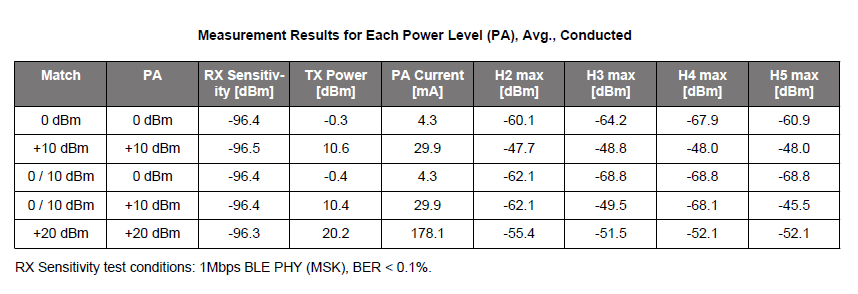 Measurement Results for Each Power Level (PA), Avg., Conducted
Match PA RX Sensitiv- TX Power PA Current H2 max H3 max H4 max H5 max
ity [dBm] [dBm] [mA] [dBm] [dBm] [dBm] [dBm]
0 dBm 0 dBm -96.4 -0.3 4.3 -60.1 -64.2 -67.9 -60.9
+10 dBm +10 dBm -96.5 10.6 29.9 -47.7 -48.8 -48.0 -48.0
0 / 10 dBm 0 dBm -96.4 -0.4 4.3 -62.1 -68.8 -68.8 -68.8
0 / 10 dBm +10 dBm -96.4 10.4 29.9 -62.1 -49.5 -68.1 -45.5
+20 dBm +20 dBm -96.3 20.2 178.1 -55.4 -51.5 -52.1 -52.1
RX Sensitivity test conditions: 1Mbps BLE PHY (MSK), BER < 0.1%.